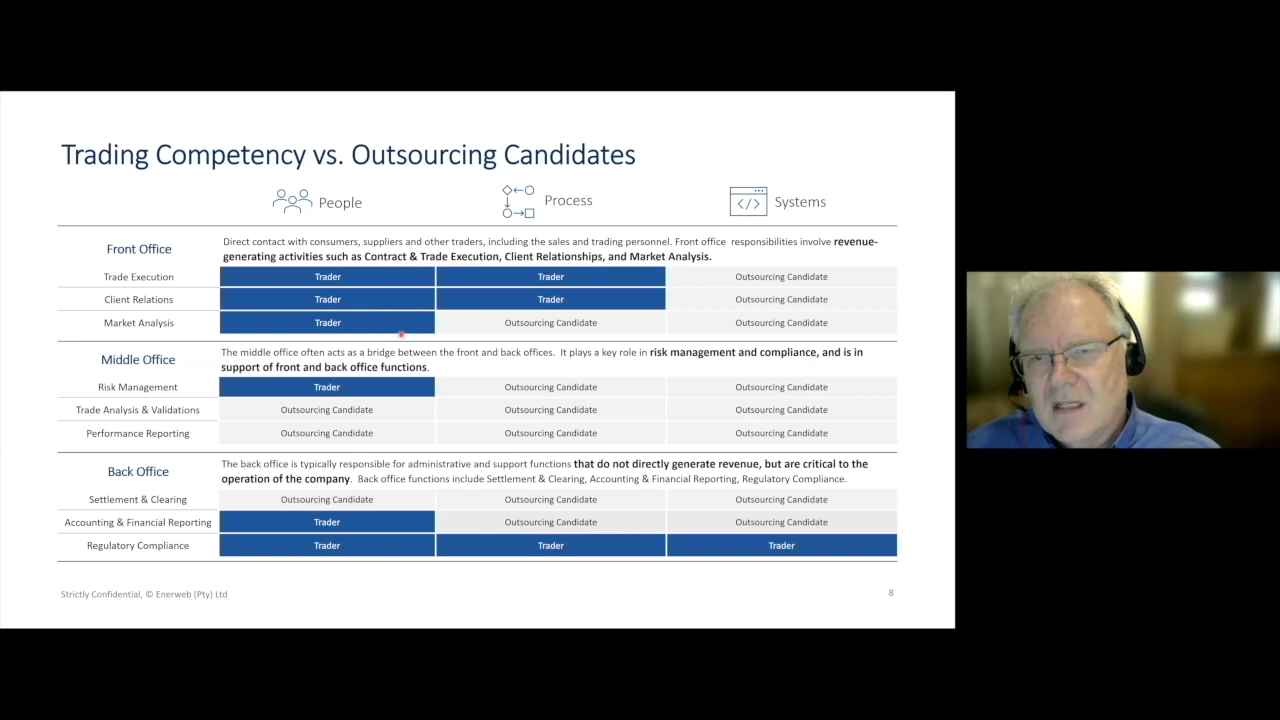 Trading Competency vs. Outsourcing Candidates
People Process Systems
Front Office
Direct contact with consumers, suppliers and other traders, including the sales and trading personnel. Front office responsibilities involve revenue-
generating activities such as Contract & Trade Execution, Client Relationships, and Market Analysis.
Trade Execution Trader Trader Outsourcing Candidate
Client Relations Trader Trader Outsourcing Candidate
Market Analysis Trader Outsourcing Candidate Outsourcing Candidate
Middle Office
The middle office often acts as a bridge between the front and back offices. It plays a key role in risk management and compliance, and is in
support of front and back office functions.
Risk Management Trader Outsourcing Candidate Outsourcing Candidate
Trade Analysis & Validations Outsourcing Candidate Outsourcing Candidate Outsourcing Candidate
Performance Reporting Outsourcing Candidate Outsourcing Candidate Outsourcing Candidate
Back Office
The back office is typically responsible for administrative and support functions that do not directly generate revenue, but are critical to the
operation of the company. Back office functions include Settlement & Clearing, Accounting & Financial Reporting, Regulatory Compliance.
Settlement & Clearing Outsourcing Candidate Outsourcing Candidate Outsourcing Candidate
Accounting & Financial Reporting Trader Outsourcing Candidate Outsourcing Candidate
Regulatory Compliance Trader Trader Trader
Strictly Confidential, © Enerweb (Pty) Ltd 8